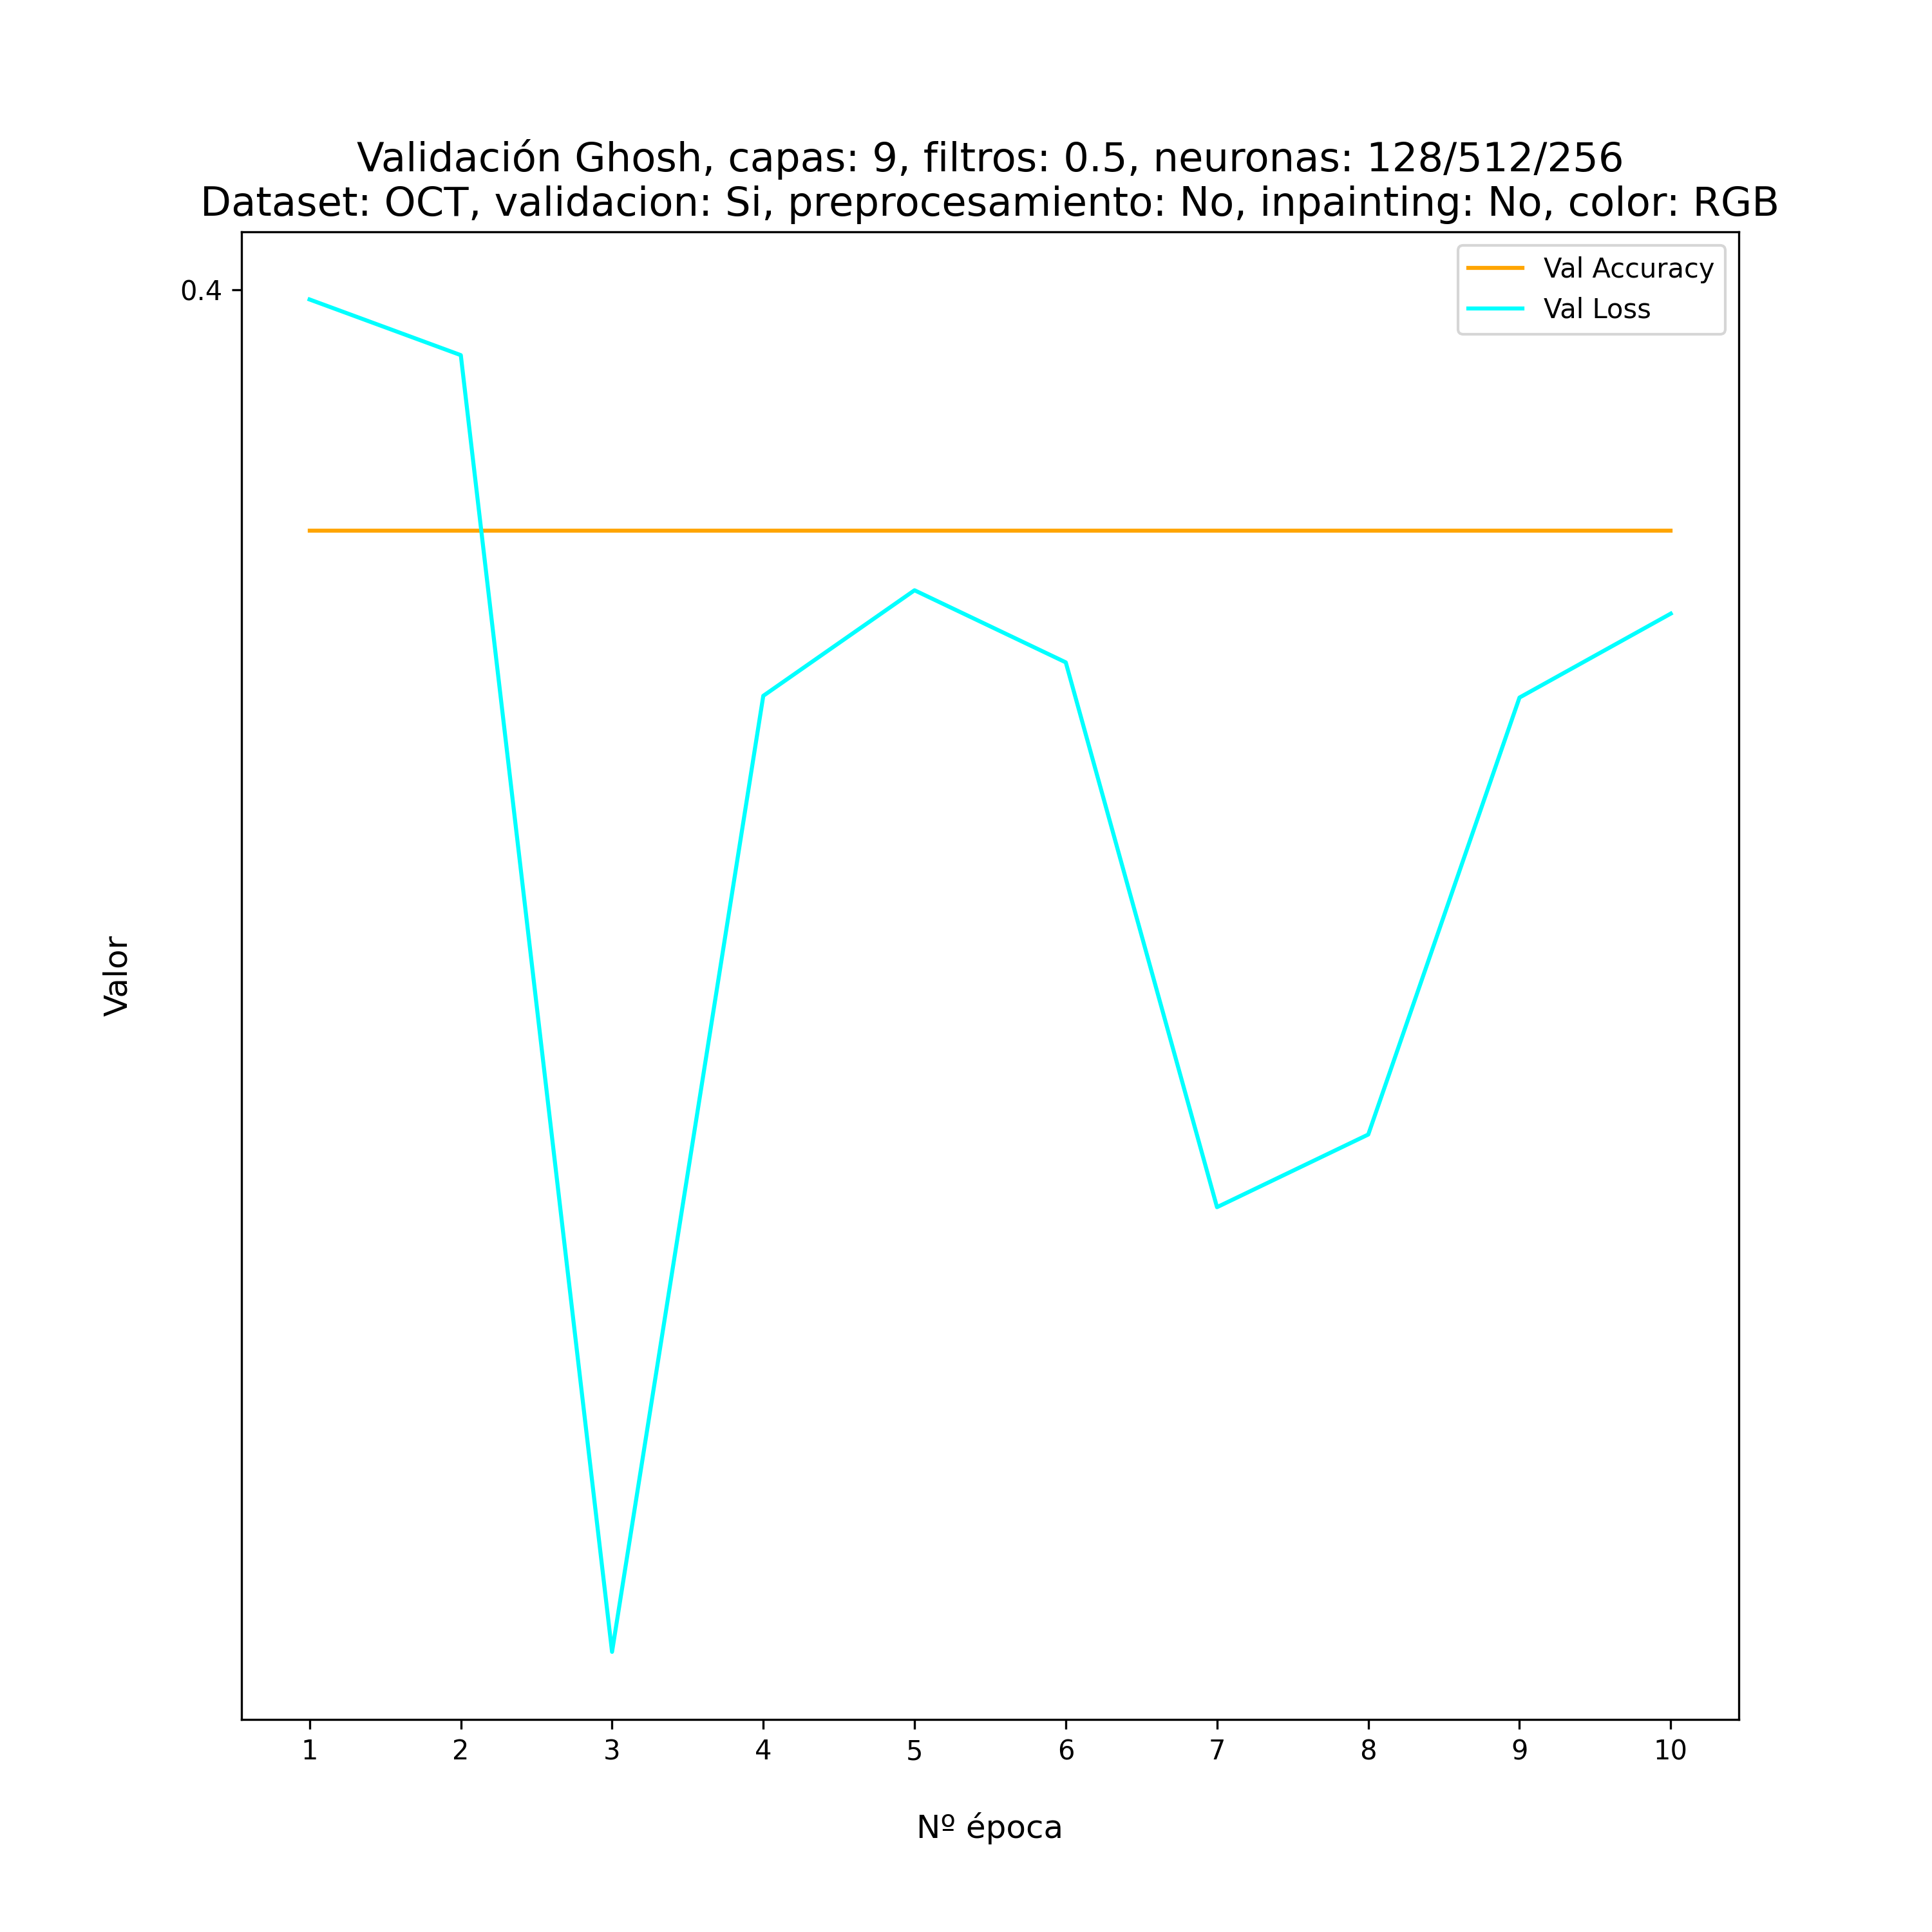 Validación Ghosh, capas: 9, filtros: 0.5, neuronas: 128/512/256
Dataset: OCT, validacion: Si, preprocesamiento: No, inpainting: No, color: RGB
Val Accuracy
Val Loss
0.4
Valor
1 2 3 4 5 6 7 8 9 10
Nº época